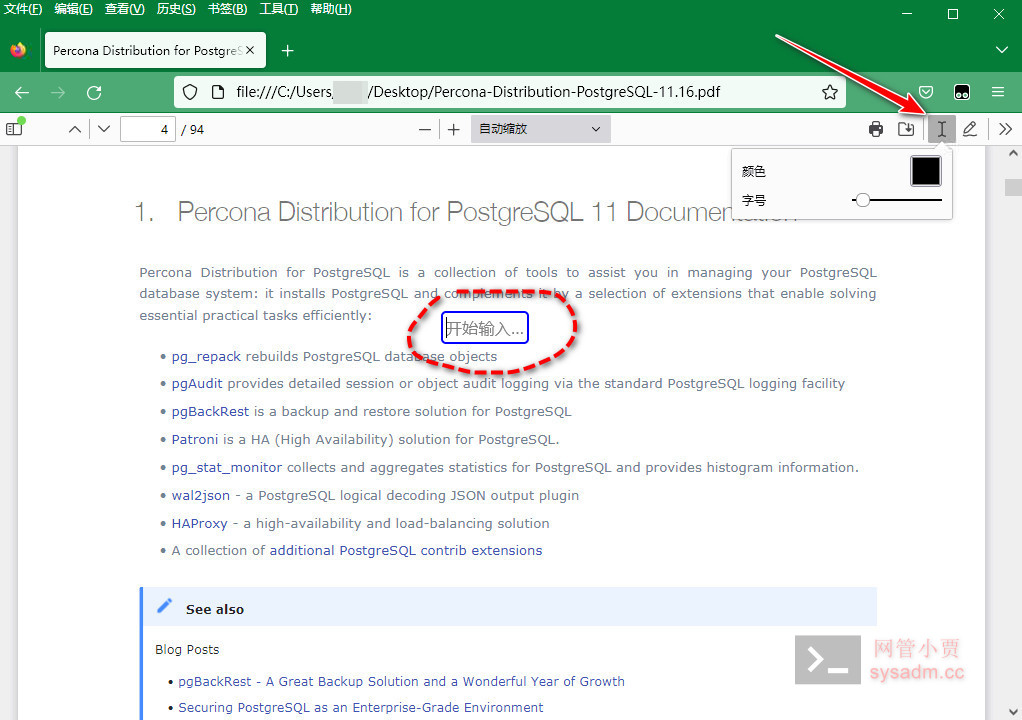 文件(F) 编辑(E) 查看(V) 历史(S) 书签(B) 工具(T) 帮助(H)
Percona Distribution for PostgreS
file:///C:/Users/ /Desktop/Percona-Distribution-PostgreSQL-11.16.pdf
4 / 94 自动缩放
颜色
字号
1. Percona Distribution for PostgreSQL 11 Documentation
Percona Distribution for PostgreSQL is a collection of tools to assist you in managing your PostgreSQL
database system: it installs PostgreSQL and complements it by a selection of extensions that enable solving
essential practical tasks efficiently:
开始输入...
• pg_repack rebuilds PostgreSQL database objects
• pgAudit provides detailed session or object audit logging via the standard PostgreSQL logging facility
• pgBackRest is a backup and restore solution for PostgreSQL
• Patroni is a HA (High Availability) solution for PostgreSQL.
• pg_stat_monitor collects and aggregates statistics for PostgreSQL and provides histogram information.
• wal2json - a PostgreSQL logical decoding JSON output plugin
• HAProxy - a high-availability and load-balancing solution
• A collection of additional PostgreSQL contrib extensions
See also
Blog Posts
• pgBackRest - A Great Backup Solution and a Wonderful Year of Growth
• Securing PostgreSQL as an Enterprise-Grade Environment
网管小贾
sysadm.cc